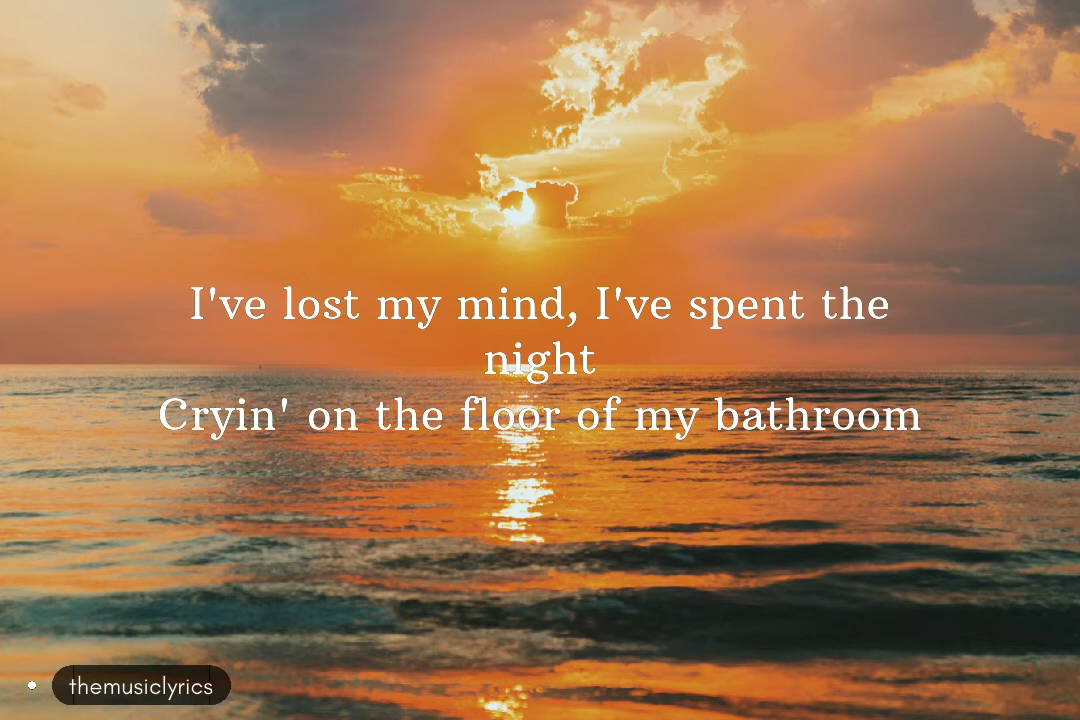 I've lost my mind, I've spent the
night
Cryin' on the floor of my bathroom
themusiclyrics